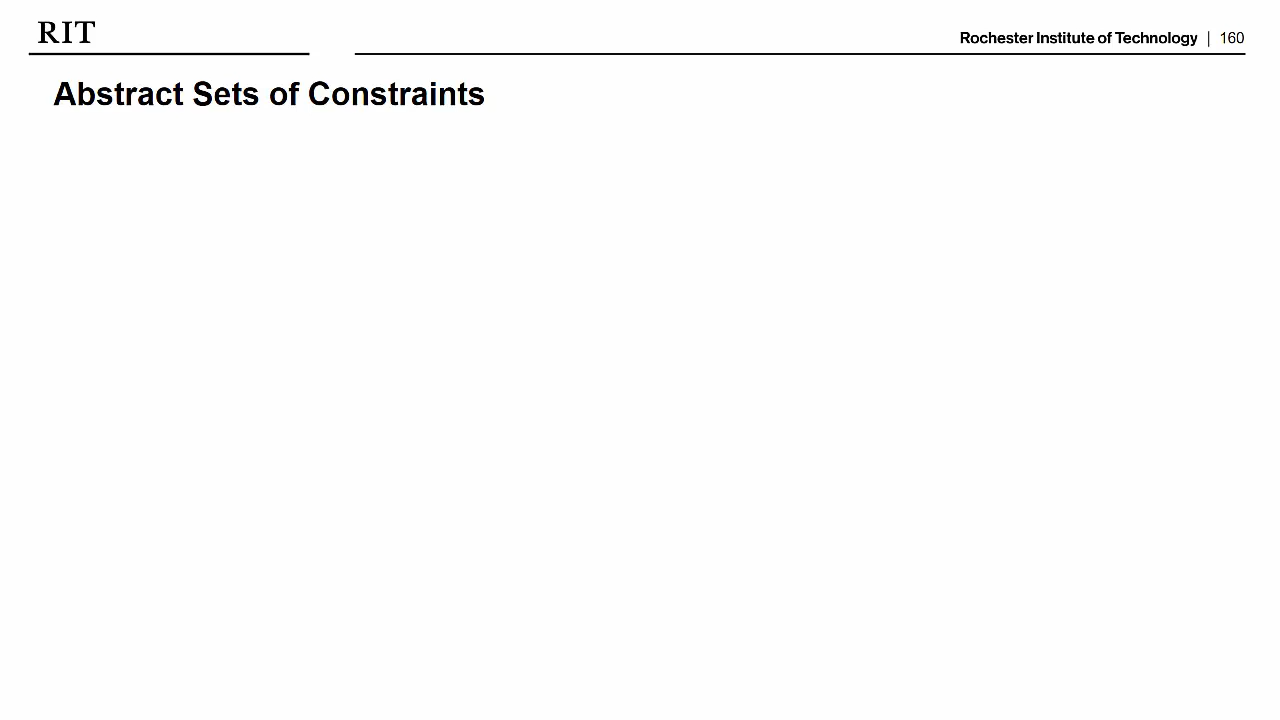 RIT
Rochester Institute of Technology | 160
Abstract Sets of Constraints